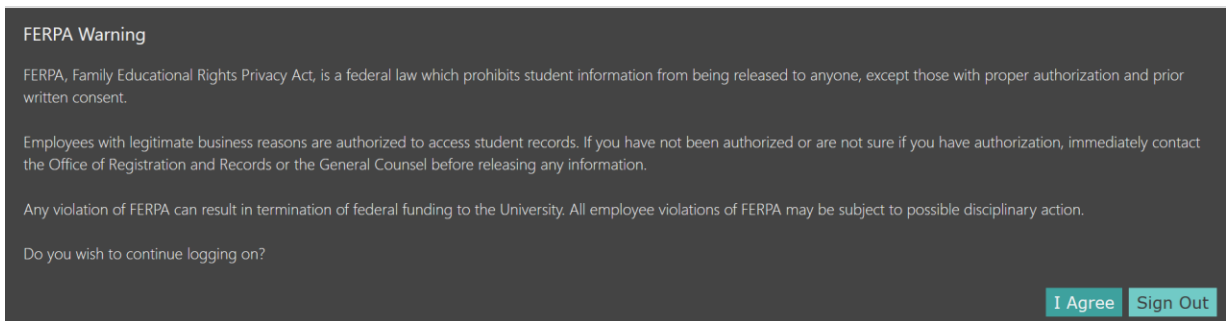 FERPA Warning
FERPA, Family Educational Rights Privacy Act, is a federal law which prohibits student information from being released to anyone, except those with proper authorization and prior
written consent.
Employees with legitimate business reasons are authorized to access student records. If you have not been authorized or are not sure if you have authorization, immediately contact
the Office of Registration and Records or the General Counsel before releasing any information.
Any violation of FERPA can result in termination of federal funding to the University. All employee violations of FERPA may be subject to possible disciplinary action.
Do you wish to continue logging on?
I Agree Sign Out